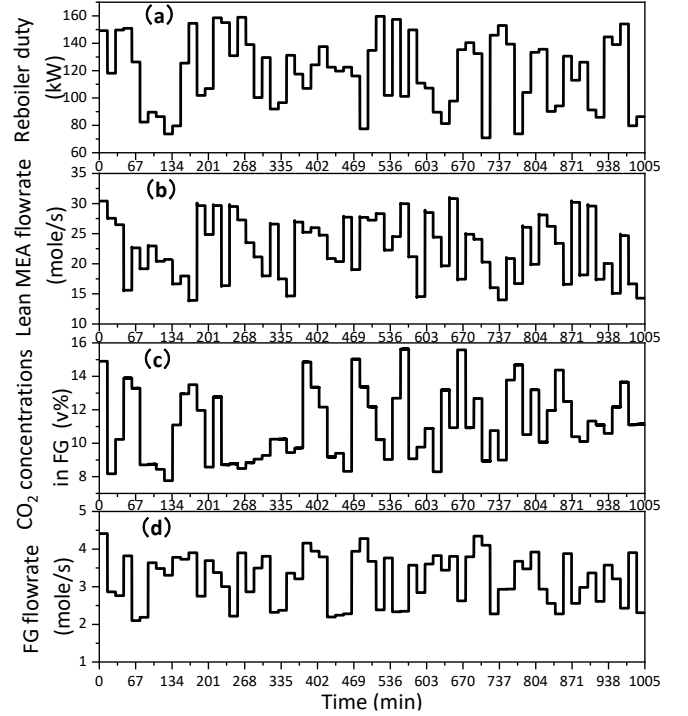 (a)
Reboiler duty
(kW)
160
140
120
100
80
60
0 67 134 201 268 335 402 469 536 603 670 737 804 871 938 1005
(b)
Lean MEA flowrate
(mole/s)
35
30
25
20
15
10
0 67 134 201 268 335 402 469 536 603 670 737 804 871 938 1005
(c)
CO2 concentrations
in FG (v%)
16
14
12
10
8
0 67 134 201 268 335 402 469 536 603 670 737 804 871 938 1005
(d)
FG flowrate
(mole/s)
5
4
3
2
1
0 67 134 201 268 335 402 469 536 603 670 737 804 871 938 1005
Time (min)